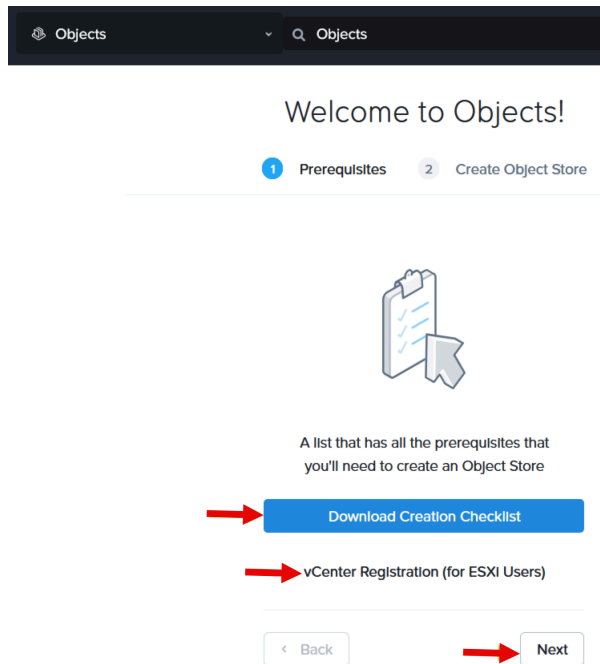 Objects
Objects
Welcome to Objects!
1 Prerequisites 2 Create Object Store
A list that has all the prerequisites that
you'll need to create an Object Store
Download Creation Checklist
vCenter Registration (for ESXi Users)
Back
Next